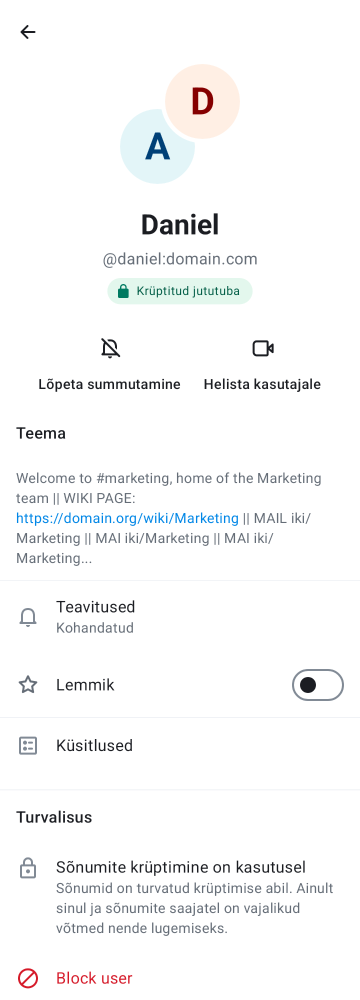 D
A
Daniel
@daniel:domain.com
Krüptitud jututuba
Lõpeta summutamine
Helista kasutajale
Teema
Welcome to #marketing, home of the Marketing
team || WIKI PAGE:
https://domain.org/wiki/Marketing || MAIL iki/
Marketing || MAI iki/Marketing || MAI iki/
Marketing...
Teavitused
Kohandatud
Lemmik
Küsitlused
Turvalisus
Sõnumite krüptimine on kasutusel
Sõnumid on turvatud krüptimise abil. Ainult
sinul ja sõnumite saajatel on vajalikud
võtmed nende lugemiseks.
Block user